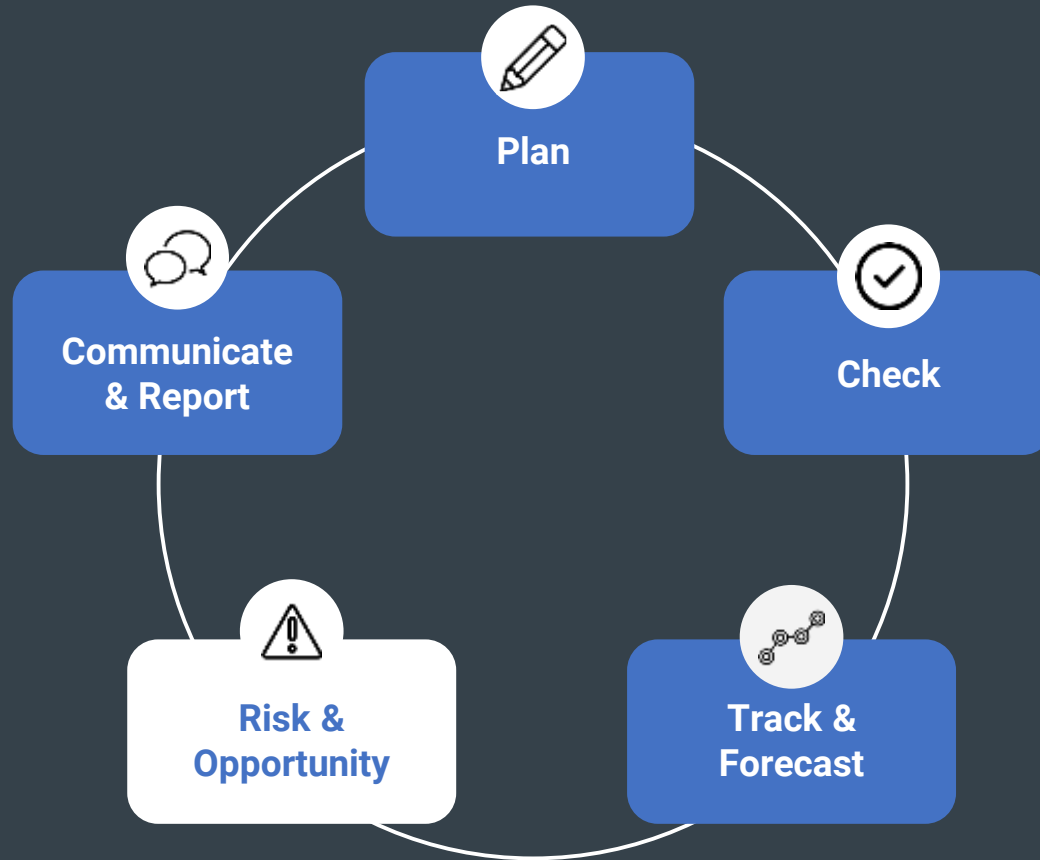 Plan
Check
Track &
Forecast
Risk &
Opportunity
Communicate
& Report